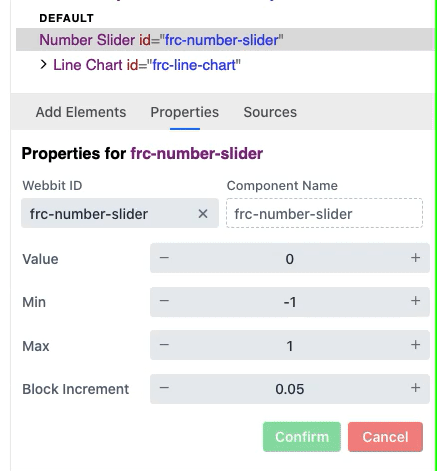 DEFAULT
Number Slider id="frc-number-slider"
Line Chart id="frc-line-chart"
Add Elements Properties Sources
Properties for frc-number-slider
Webbit ID Component Name
frc-number-slider × frc-number-slider
Value − 0 +
Min − -1 +
Max − 1 +
Block Increment − 0.05 +
Confirm Cancel